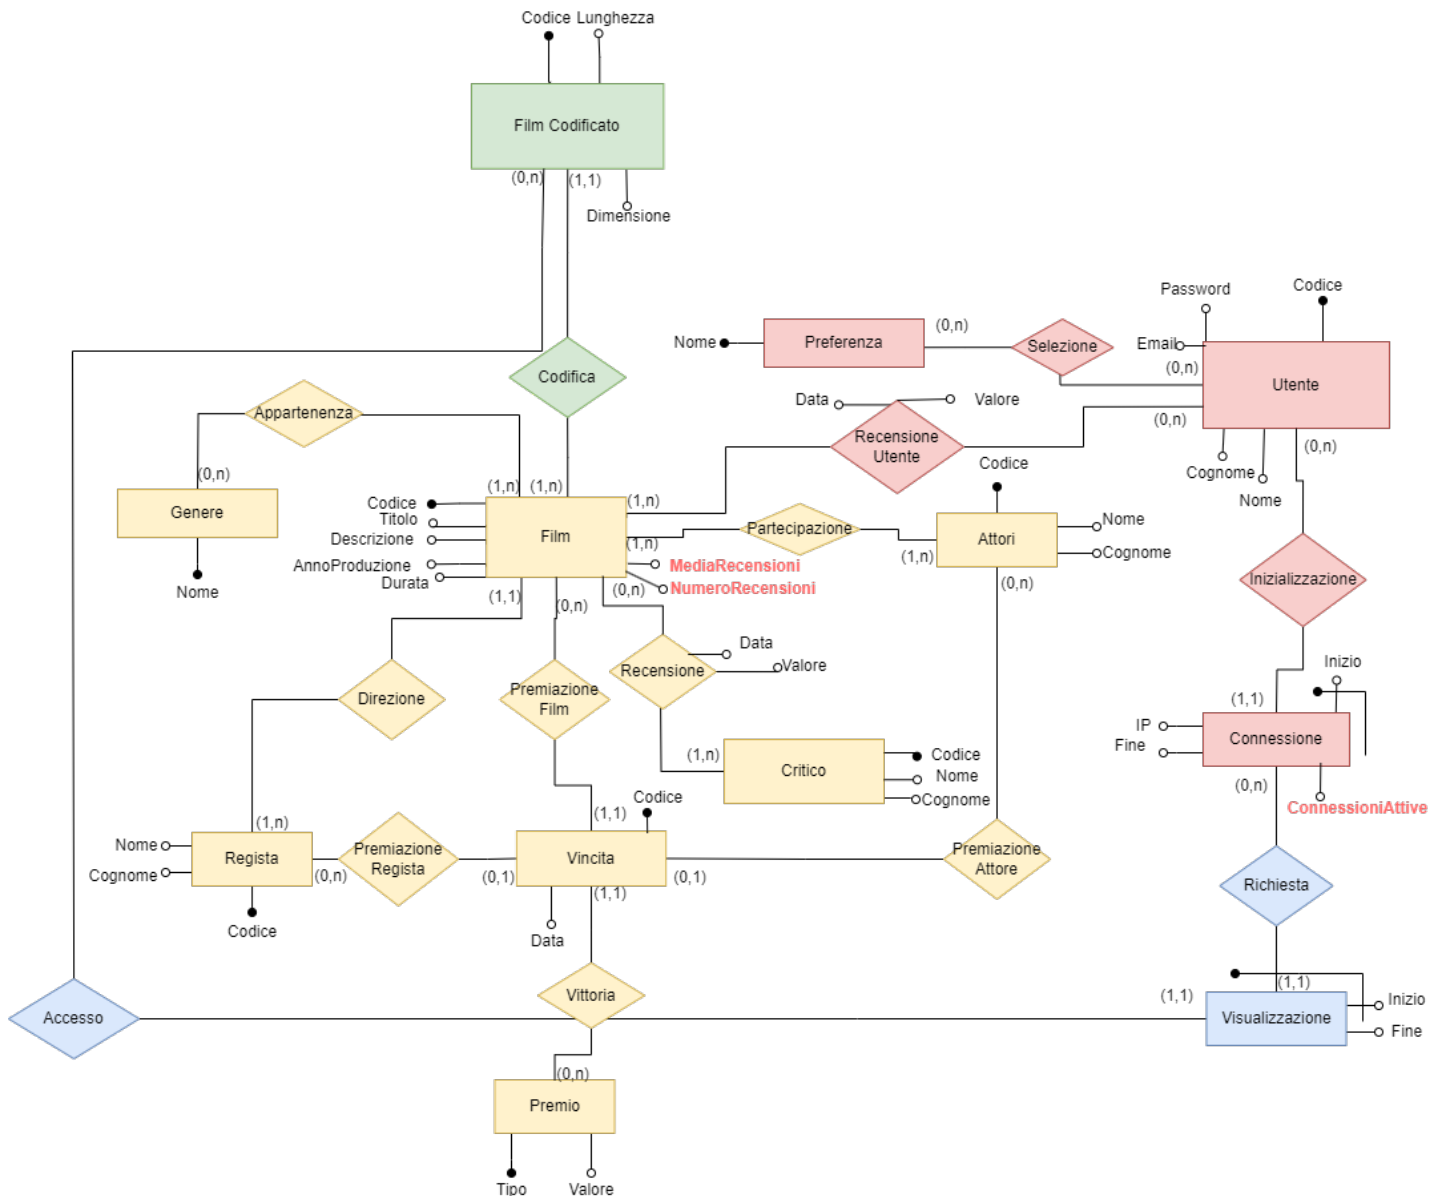 Codice Lunghezza
Film Codificato
(0,n)
(1,1)
Dimensione
Password
Codice
Nome
Preferenza
(0,n)
Selezione
Email
(0,n)
Utente
Codifica
Data
Valore
Appartenenza
Recensione
Utente
(0,n)
(0,n)
Cognome
Nome
(0,n)
Codice
(1,n)
(1,n)
(1,n)
Genere
Nome
Codice
Titolo
Descrizione
AnnoProduzione
Durata
Film
(1,n)
Partecipazione
(1,n)
Attori
Nome
Cognome
MediaRecensioni
NumeroRecensioni
(1,1)
(0,n)
(0,n)
(0,n)
Inizializzazione
Direzione
Premiazione
Film
Recensione
Data
Valore
Inizio
(1,1)
IP
Fine
Connessione
(1,n)
Critico
Codice
Nome
Cognome
(0,n)
ConnessioniAttive
Codice
(1,n)
(1,1)
Nome
Cognome
Regista
(0,n)
Premiazione
Regista
(0,1)
Vincita
(0,1)
Premiazione
Attore
(1,1)
Richiesta
Codice
Data
Vittoria
(1,1)
(1,1)
Accesso
Visualizzazione
Inizio
Fine
(0,n)
Premio
Tipo
Valore